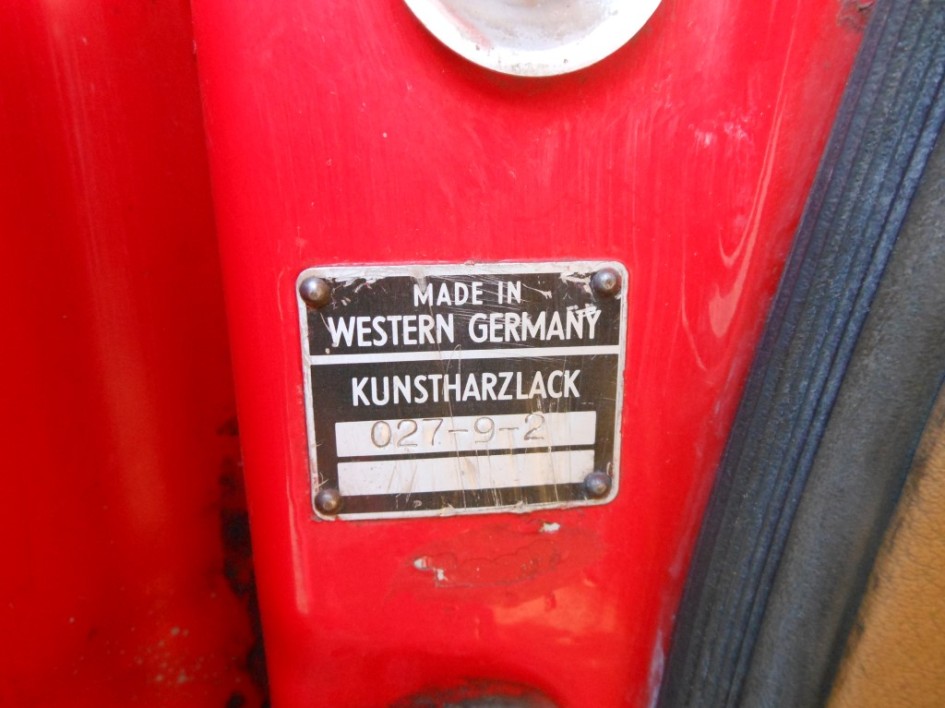 MADE IN
WESTERN GERMANY
KUNSTHARZLACK
027-9-2